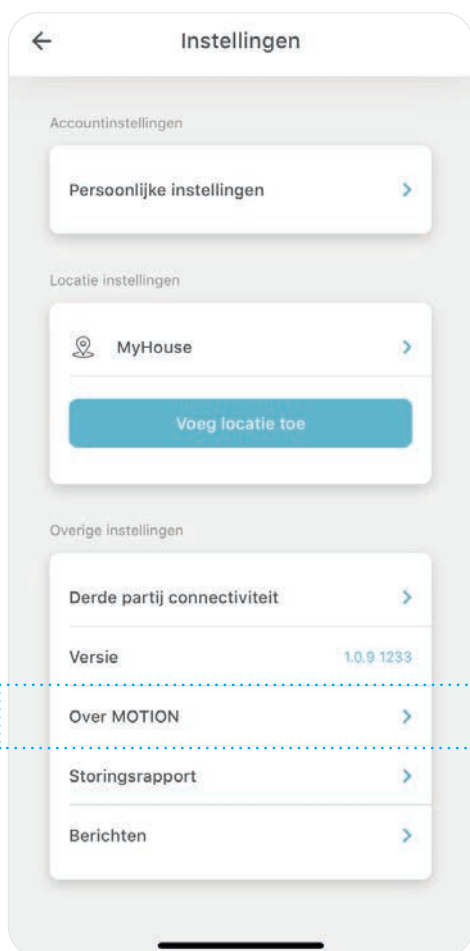 Instellingen
Accountinstellingen
Persoonlijke instellingen
Locatie instellingen
MyHouse
Voeg locatie toe
Overige instellingen
Derde partij connectiviteit
Versie 1.0.9 1233
Over MOTION
Storingsrapport
Berichten